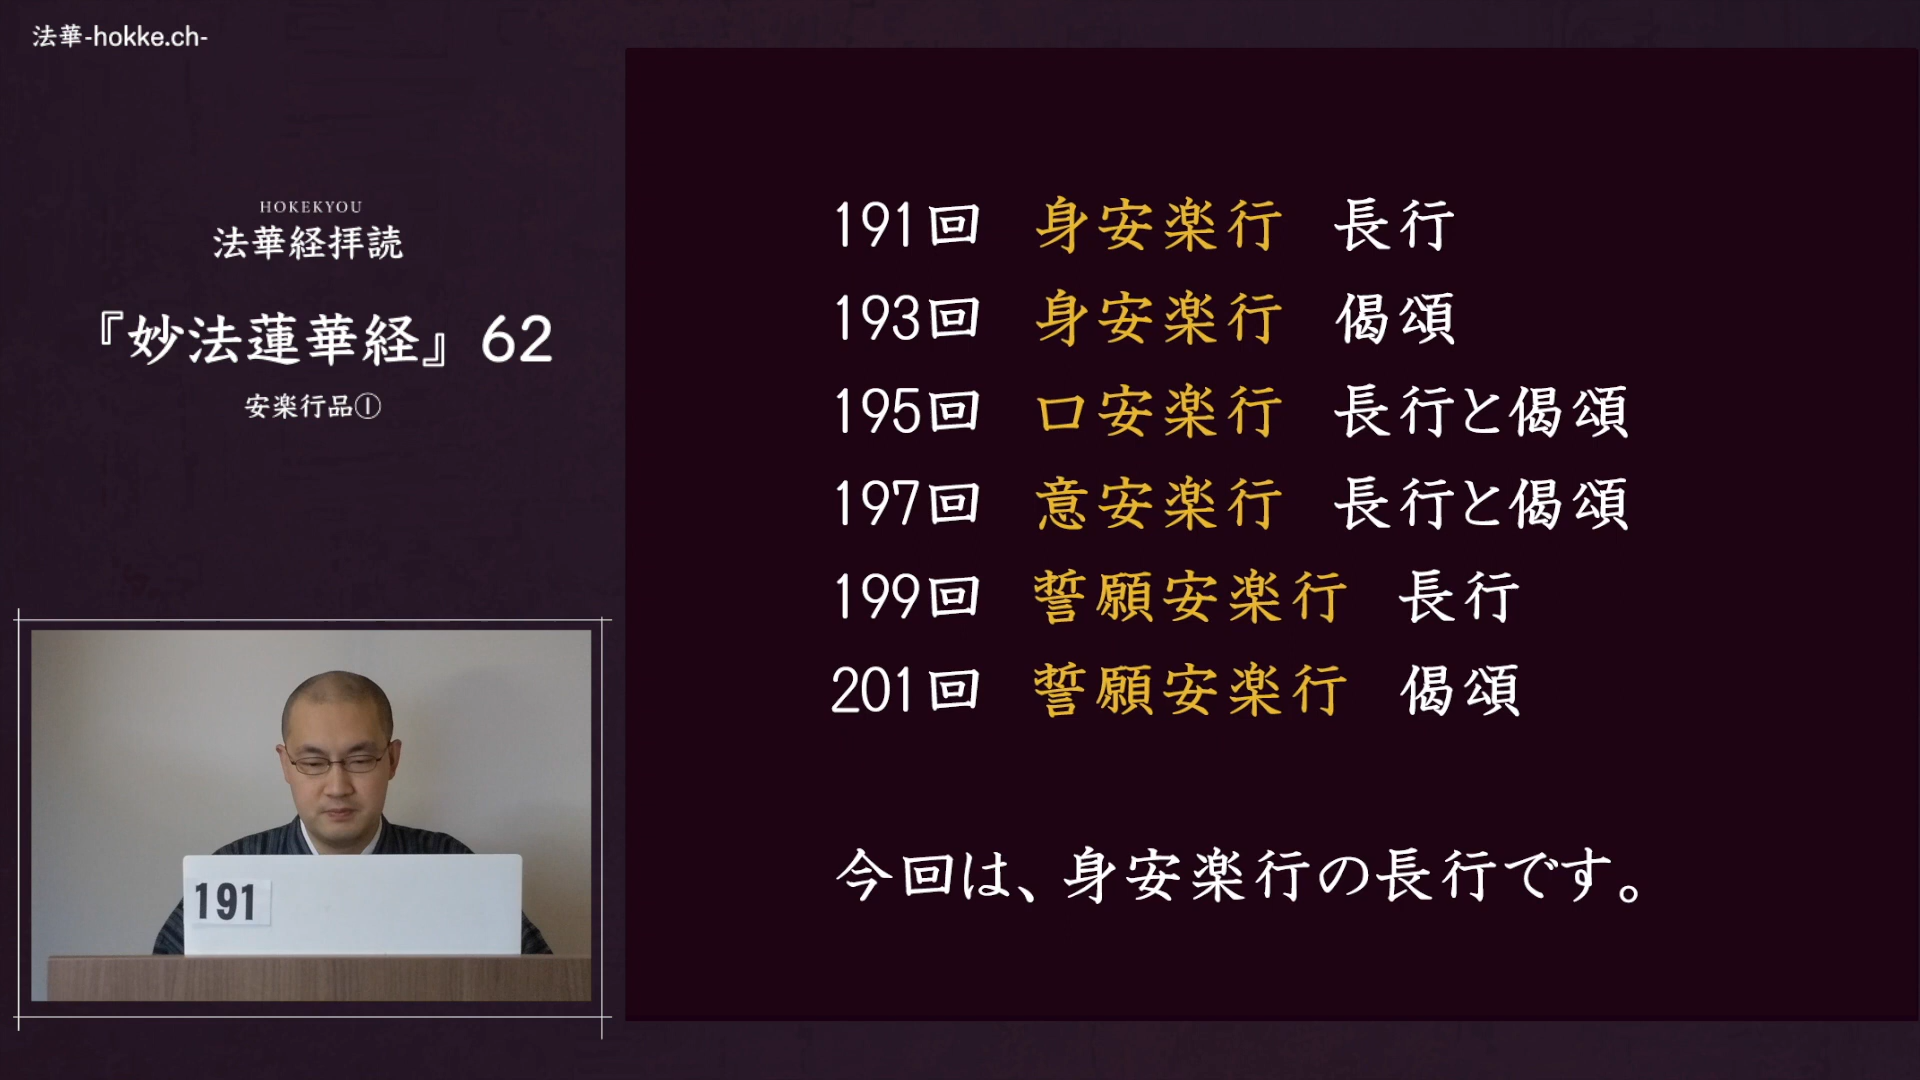 法華-hokke.ch-
HOKEKYOU
法華経拝読
『妙法蓮華経』62
安楽行品①
191
191回 身安楽行 長行
193回 身安楽行 偈頌
195回 口安楽行 長行と偈頌
197回 意安楽行 長行と偈頌
199回 誓願安楽行 長行
201回 誓願安楽行 偈頌
今回は、身安楽行の長行です。